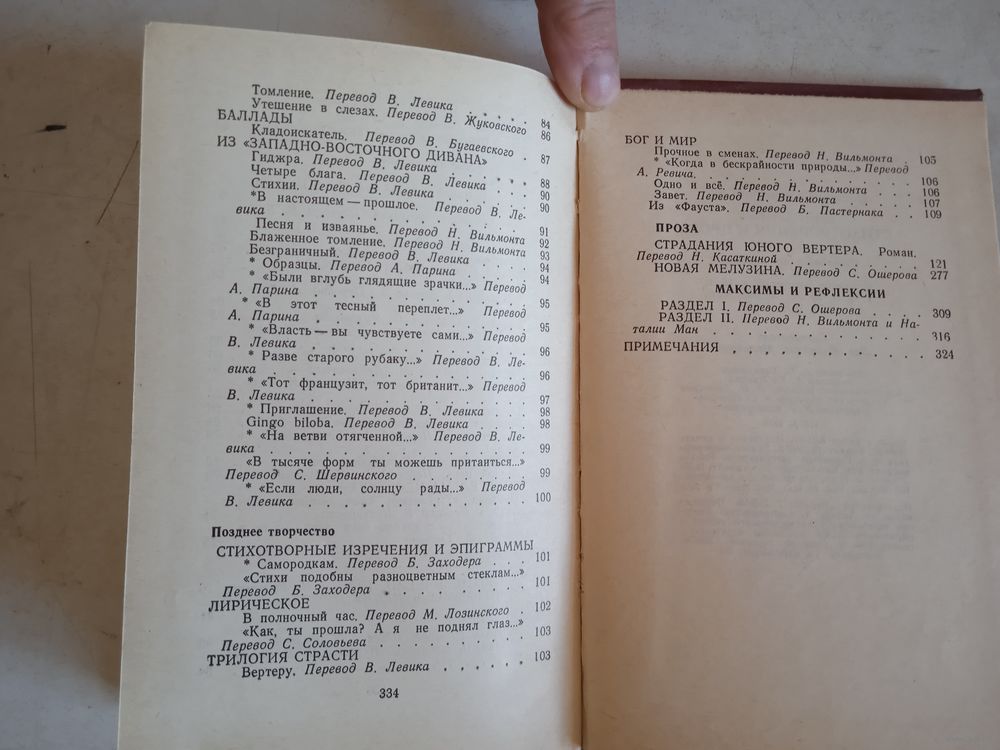 Томление. Перевод В. Левика . . . . . 84
Утешение в слезах. Перевод В. Жуковского 86
БАЛЛАДЫ
Кладоискатель. Перевод В. Бугаевского . 87
ИЗ «ЗАПАДНО-ВОСТОЧНОГО ДИВАНА»
Гиджра. Перевод В. Левика . . . . 88
Четыре блага. Перевод В. Левика . . . 90
Стихии. Перевод В. Левика . . . . . 90
*В настоящем — прошлое. Перевод В. Ле-
вика . . . . . . . . . . . . 91
Песня и изваянье. Перевод Н. Вильмонта 92
Блаженное томление. Перевод Н. Вильмонта 93
Безграничный. Перевод В. Левика . . . . 94
* Образцы. Перевод А. Парина . . . . 94
* «Были вглубь глядящие зрачки...» Перевод
А. Парина . . . . . . . . . . 95
* «В этот тесный переплет...» Перевод
А. Парина . . . . . . . . . . 95
* «Власть — вы чувствуете сами...» Перевод
В. Левика . . . . . . . . . . 96
* Разве старого рубаку...» Перевод В. Ле-
вика . . . . . . . . . . . . 96
* «Тот французит, тот британит...» Перевод
В. Левика . . . . . . . . . . 97
* Приглашение. Перевод В. Левика . . . 98
Gingo biloba. Перевод В. Левика . . . . 98
* «На ветви отягченной...» Перевод В. Ле-
вика . . . . . . . . . . . . 99
«В тысяче форм ты можешь притаиться...»
Перевод С. Шервинского . . . . . . 99
* «Если люди, солнцу рады...» Перевод
В. Левика . . . . . . . . . . 100
Позднее творчество
СТИХОТВОРНЫЕ ИЗРЕЧЕНИЯ И ЭПИГРАММЫ
* Самородкам. Перевод Б. Заходера . . . 101
«Стихи подобны разноцветным стеклам...»
Перевод Б. Заходера . . . . . . . . 101
ЛИРИЧЕСКОЕ
В полночный час. Перевод М. Лозинского . 102
«Как, ты прошла? А я не поднял глаз...»
Перевод С. Соловьева . . . . . . . . 103
ТРИЛОГИЯ СТРАСТИ
Вертеру. Перевод В. Левика . . . . . . 103
334
БОГ И МИР
Прочное в сменах. Перевод Н. Вильмонта . 105
* «Когда в бескрайности природы...» Перевод
А. Ревича. . . . . . . . . . . 106
Одно и всё. Перевод Н. Вильмонта . . . 106
Завет. Перевод Н. Вильмонта . . . . . 107
Из «Фауста». Перевод Б. Пастернака . . 109
ПРОЗА
СТРАДАНИЯ ЮНОГО ВЕРТЕРА. Роман.
Перевод Н. Касаткиной . . . . . . . 121
НОВАЯ МЕЛУЗИНА. Перевод С. Ошерова 277
МАКСИМЫ И РЕФЛЕКСИИ
РАЗДЕЛ I. Перевод С. Ошерова . . . . 309
РАЗДЕЛ II. Перевод Н. Вильмонта и На-
талии Ман . . . . . . . . . . 316
ПРИМЕЧАНИЯ . . . . . . . . . . . 324